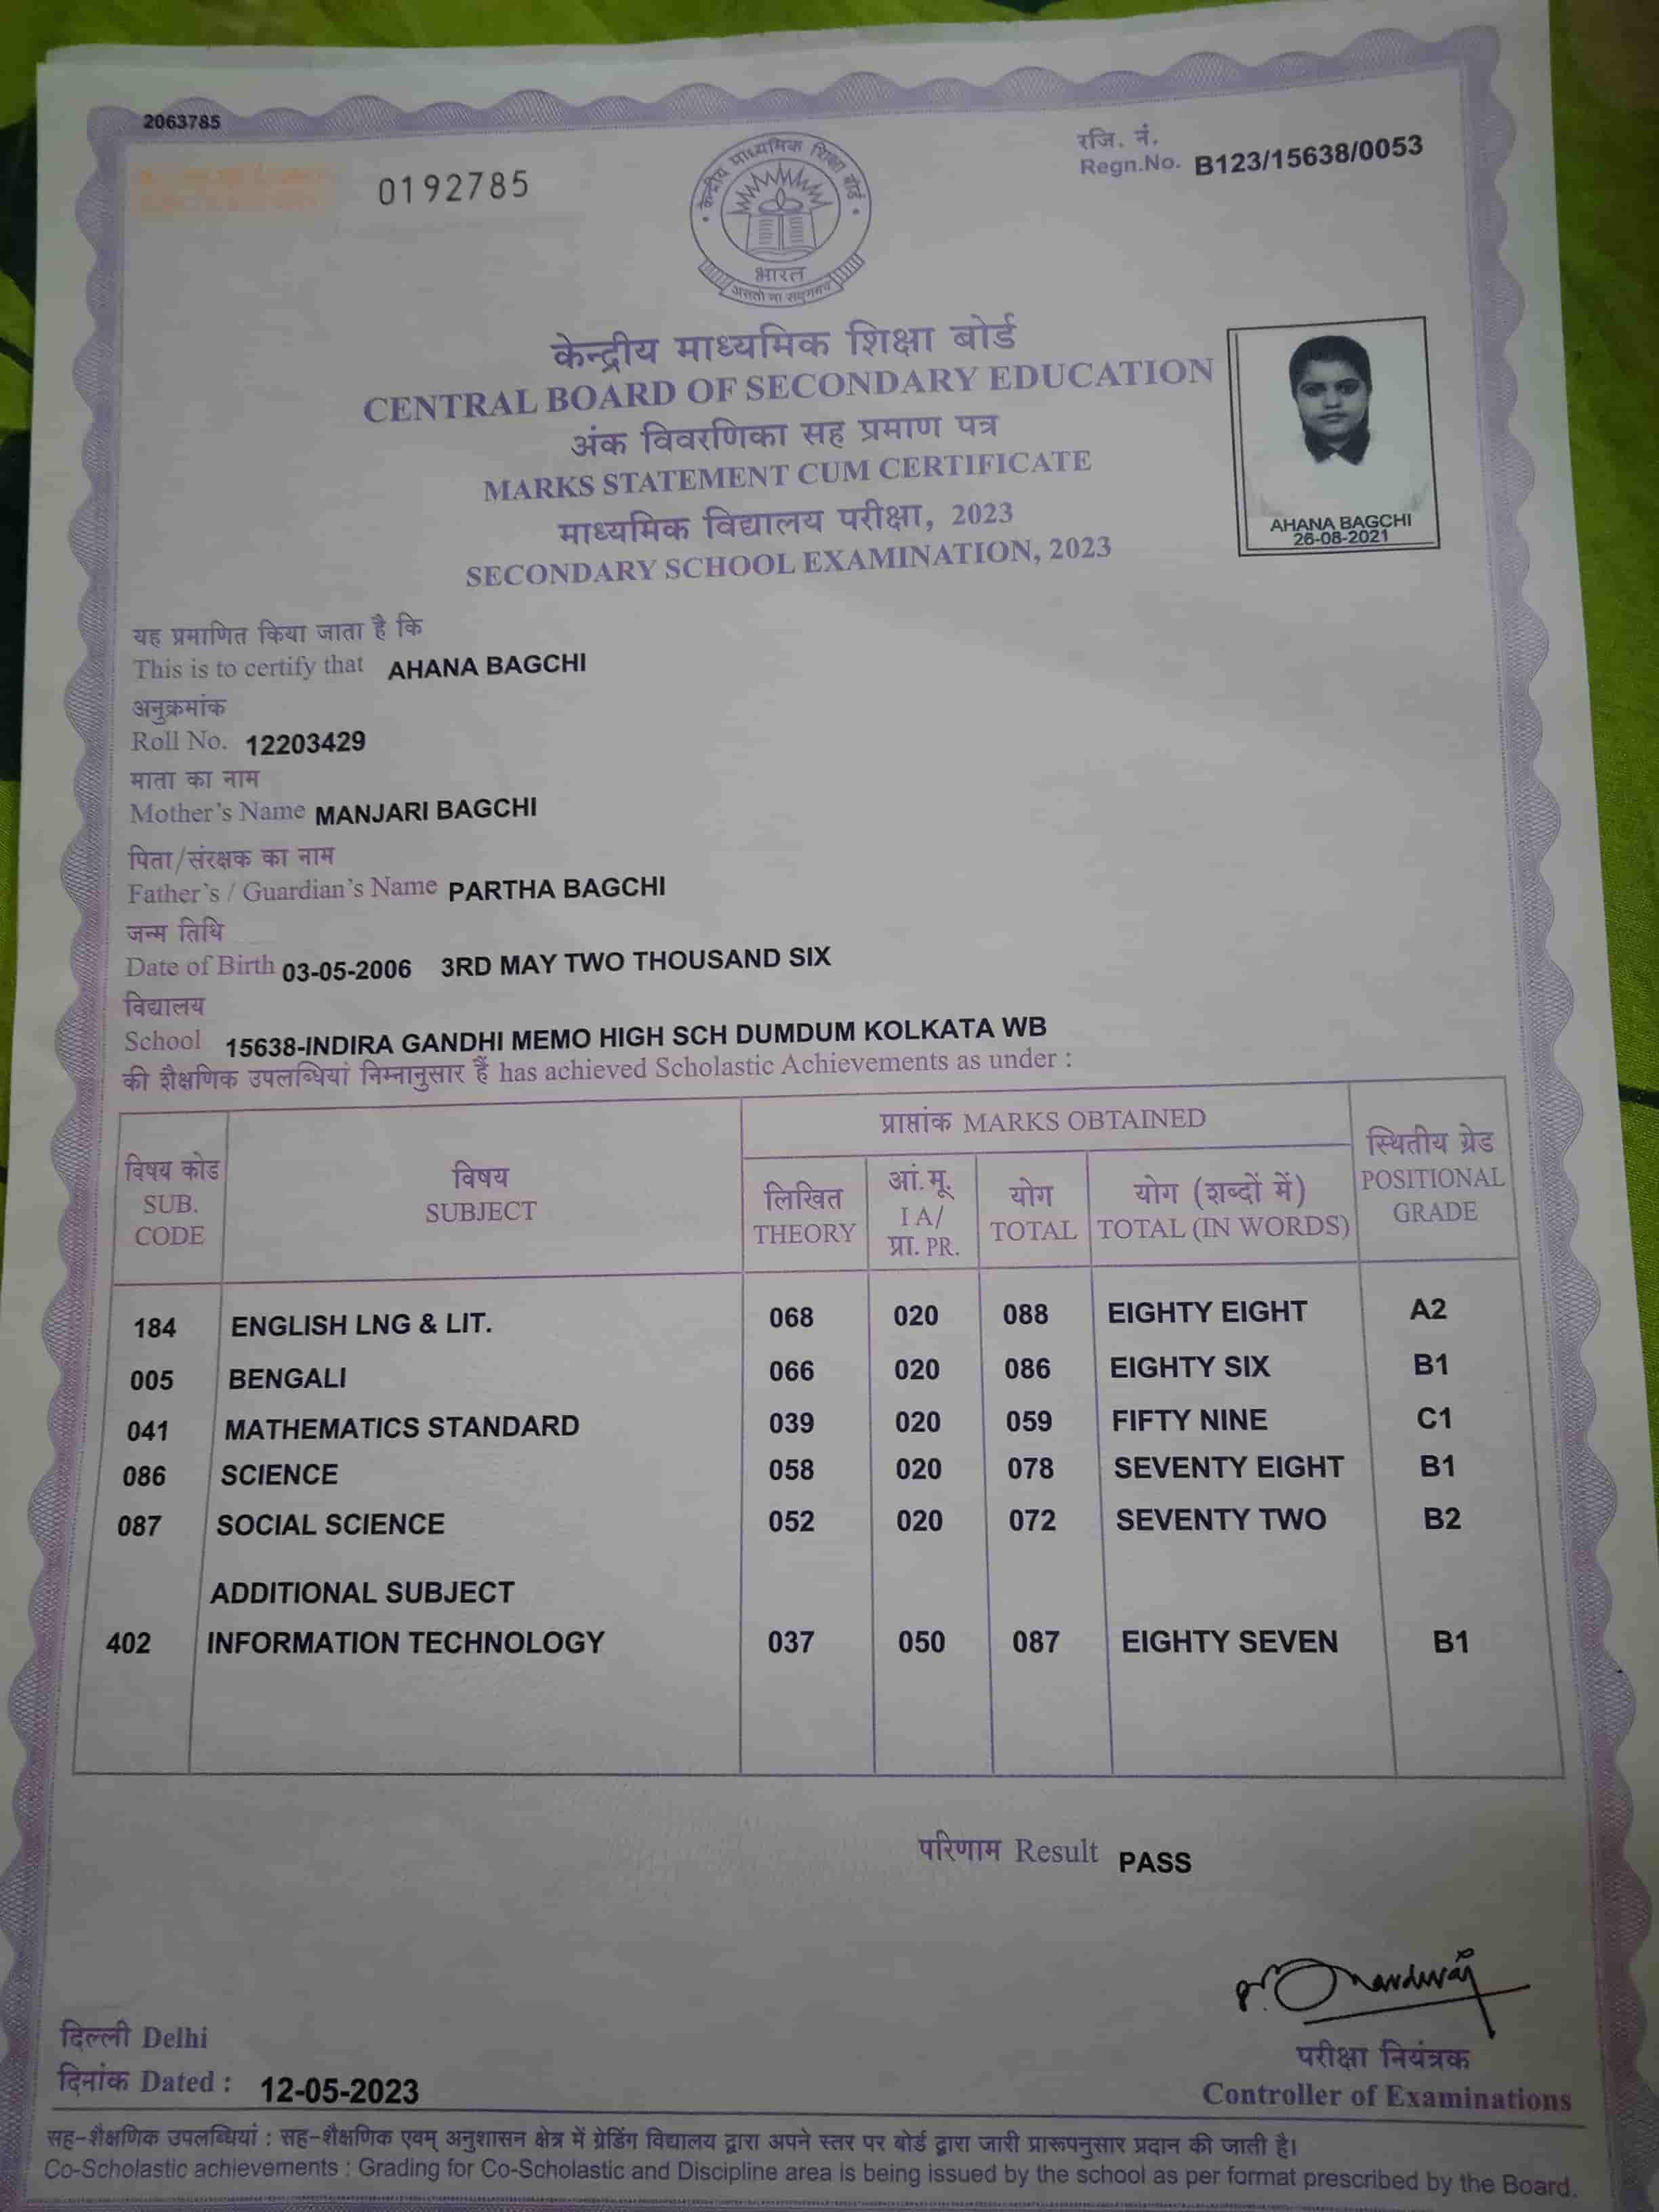 2063785
0192785
रजि. नं.
Regn.No. B123/15638/0053
केन्द्रीय माध्यमिक शिक्षा बोर्ड
भारत
असतो मा सद्गमय
केन्द्रीय माध्यमिक शिक्षा बोर्ड
CENTRAL BOARD OF SECONDARY EDUCATION
अंक विवरणिका सह प्रमाण पत्र
MARKS STATEMENT CUM CERTIFICATE
माध्यमिक विद्यालय परीक्षा, 2023
SECONDARY SCHOOL EXAMINATION, 2023
AHANA BAGCHI
26-08-2021
यह प्रमाणित किया जाता है कि
This is to certify that AHANA BAGCHI
अनुक्रमांक
Roll No. 12203429
माता का नाम
Mother's Name MANJARI BAGCHI
पिता/संरक्षक का नाम
Father's / Guardian's Name PARTHA BAGCHI
जन्म तिथि
Date of Birth 03-05-2006 3RD MAY TWO THOUSAND SIX
विद्यालय
School 15638-INDIRA GANDHI MEMO HIGH SCH DUMDUM KOLKATA WB
की शैक्षणिक उपलब्धियां निम्नानुसार हैं has achieved Scholastic Achievements as under :
विषय कोड
SUB.
CODE
विषय
SUBJECT
प्राप्तांक MARKS OBTAINED
लिखित
THEORY
आं.मू.
I A/
प्रा. PR.
योग
TOTAL
योग (शब्दों में)
TOTAL (IN WORDS)
स्थितीय ग्रेड
POSITIONAL
GRADE
184 ENGLISH LNG & LIT. 068 020 088 EIGHTY EIGHT A2
005 BENGALI 066 020 086 EIGHTY SIX B1
041 MATHEMATICS STANDARD 039 020 059 FIFTY NINE C1
086 SCIENCE 058 020 078 SEVENTY EIGHT B1
087 SOCIAL SCIENCE 052 020 072 SEVENTY TWO B2
ADDITIONAL SUBJECT
402 INFORMATION TECHNOLOGY 037 050 087 EIGHTY SEVEN B1
परिणाम Result PASS
दिल्ली Delhi
दिनांक Dated : 12-05-2023
परीक्षा नियंत्रक
Controller of Examinations
सह-शैक्षणिक उपलब्धियां : सह-शैक्षणिक एवम् अनुशासन क्षेत्र में ग्रेडिंग विद्यालय द्वारा अपने स्तर पर बोर्ड द्वारा जारी प्रारूपनुसार प्रदान की जाती है।
Co-Scholastic achievements : Grading for Co-Scholastic and Discipline area is being issued by the school as per format prescribed by the Board.